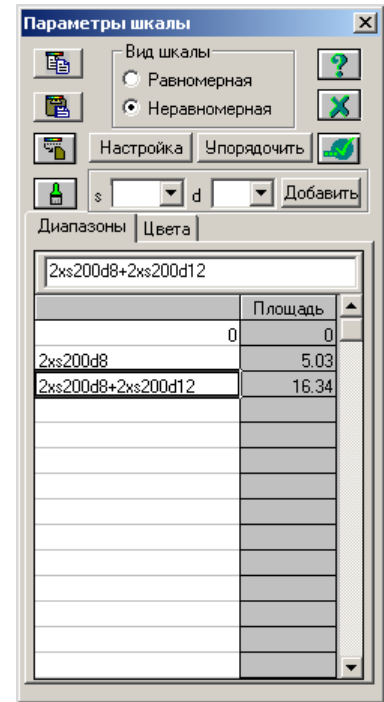 Параметры шкалы
Вид шкалы
Равномерная
Неравномерная
Настройка Упорядочить
s d Добавить
Диапазоны Цвета
2xs200d8+2xs200d12
Площадь
0 0
2xs200d8 5.03
2xs200d8+2xs200d12 16.34